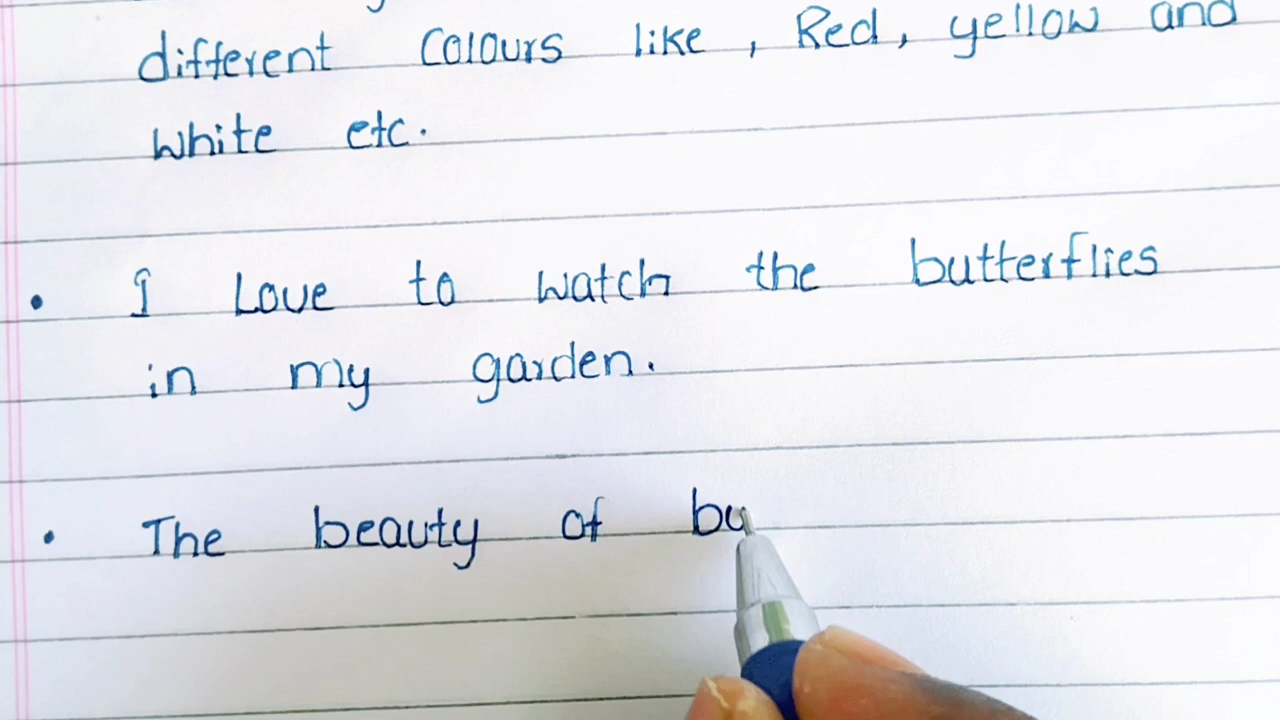 different Colours like , Red, yellow and
White etc.
• I Love to watch the butterflies
in my garden.
• The beauty of bu